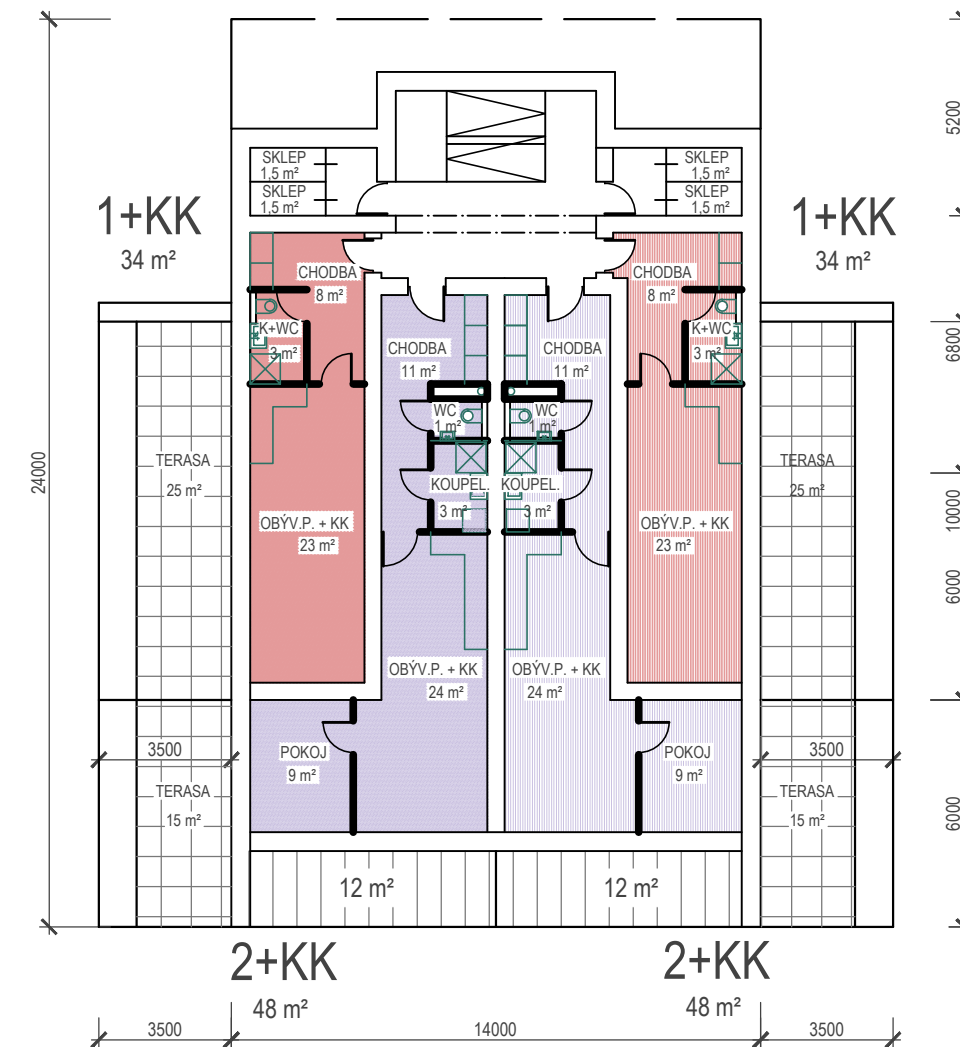 5200
SKLEP
1,5 m²
SKLEP
1,5 m²
SKLEP
1,5 m²
SKLEP
1,5 m²
1+KK
34 m²
1+KK
34 m²
CHODBA
8 m²
CHODBA
8 m²
K+WC
3 m²
K+WC
3 m²
6800
CHODBA
11 m²
CHODBA
11 m²
WC
1 m²
WC
1 m²
24000
TERASA
25 m²
TERASA
25 m²
KOUPEL.
3 m²
KOUPEL.
3 m²
10000
OBÝV.P. + KK
23 m²
OBÝV.P. + KK
23 m²
6000
OBÝV.P. + KK
24 m²
OBÝV.P. + KK
24 m²
3500
POKOJ
9 m²
POKOJ
9 m²
3500
TERASA
15 m²
TERASA
15 m²
6000
12 m²
12 m²
2+KK
48 m²
2+KK
48 m²
3500
14000
3500